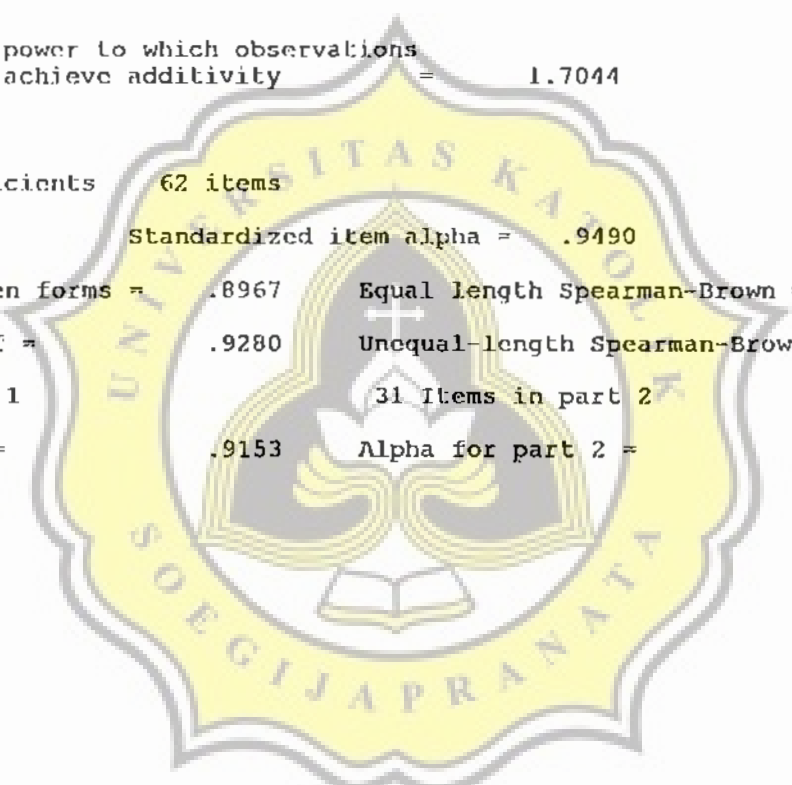 power to which observations
achieve additivity = 1.7044
icients 62 items
Standardized item alpha = .9490
en forms = .8967 Equal length Spearman-Brown =
= .9280 Unequal-length Spearman-Brow
1 31 Items in part 2
= .9153 Alpha for part 2 =
UNIVERSITAS KATOLIK
SOEGIJAPRANATA